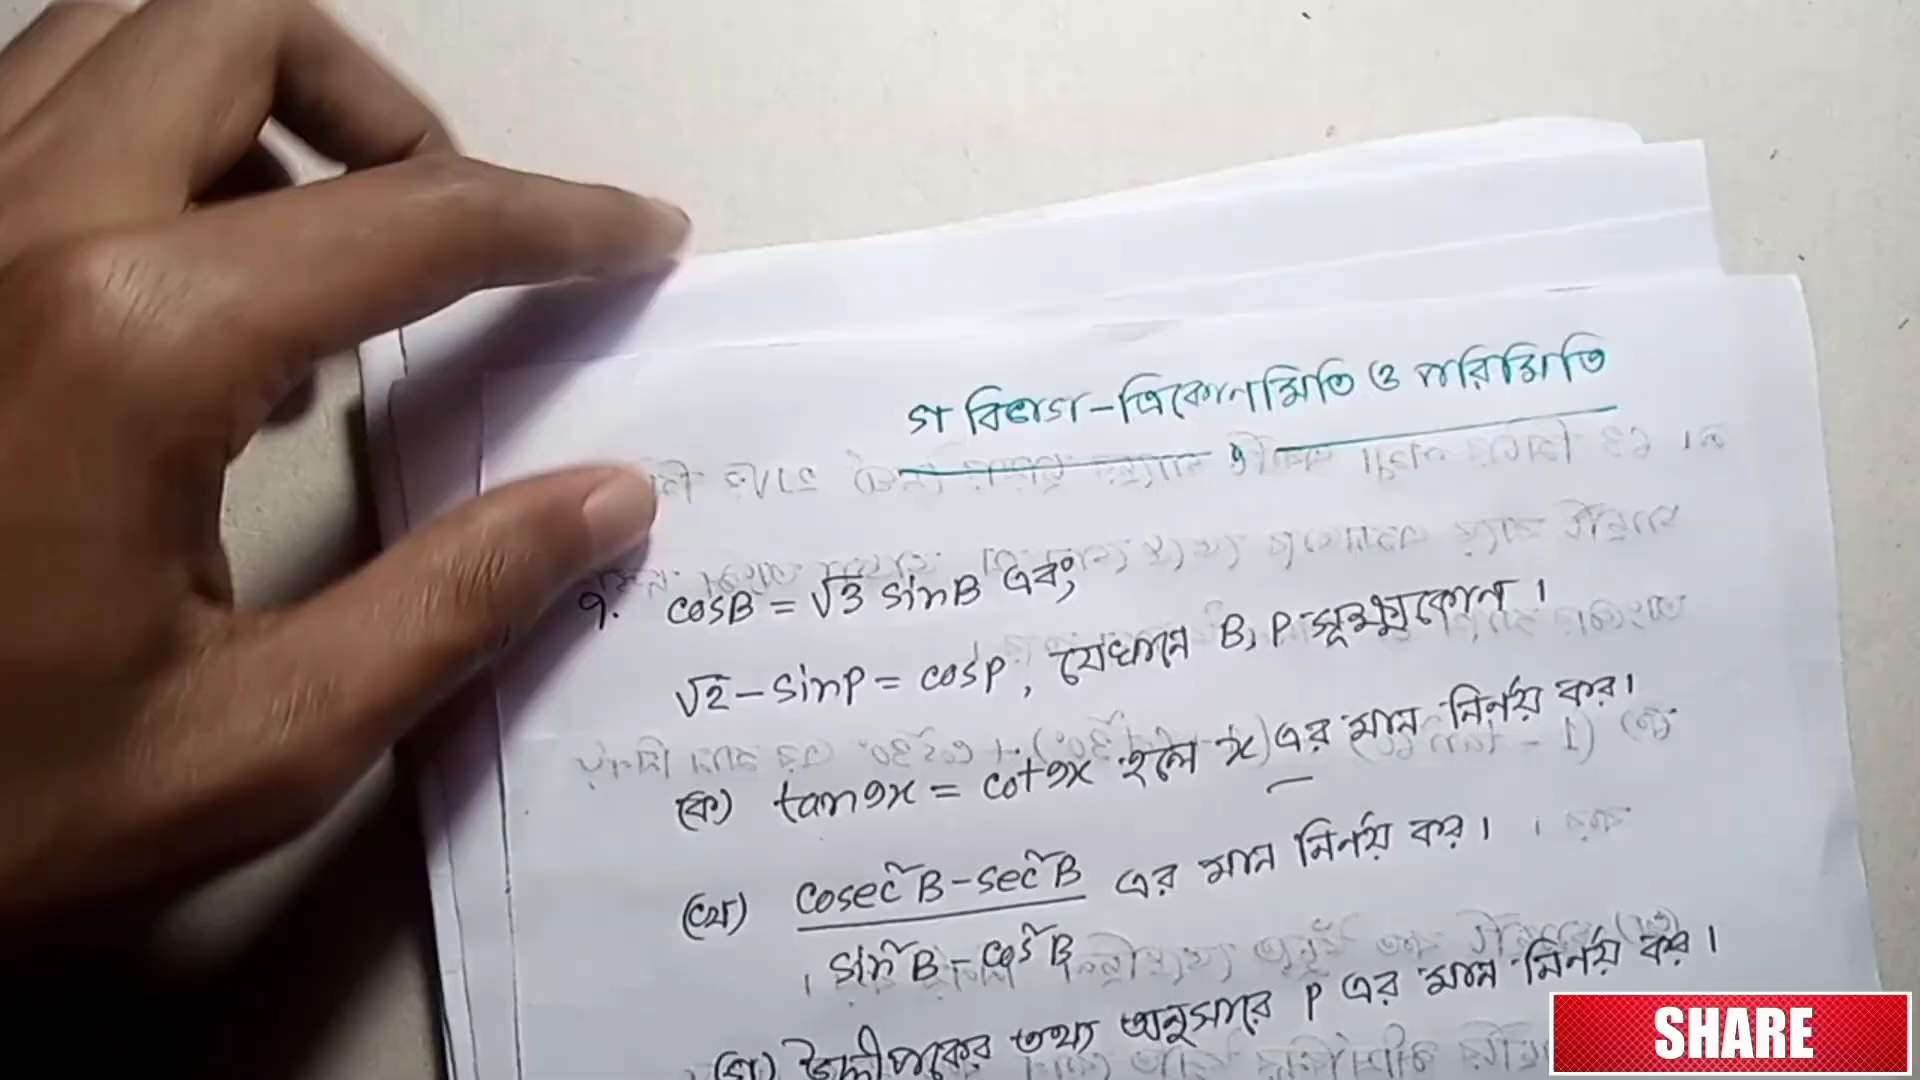 গ বিভাগ-ত্রিকোণমিতি ও পরিমিতি
৭. cosB = √3 sinB এবং
√2 - sinP = cosP, যেখানে B, P সূক্ষ্মকোণ।
(ক) tan9x = cot9x হলে x এর মান নির্ণয় কর।
(খ) cosec²B - sec²B এর মান নির্ণয় কর।
sin²B - cos²B
(গ) উদ্দীপকের তথ্য অনুসারে P এর মান নির্ণয় কর।
SHARE